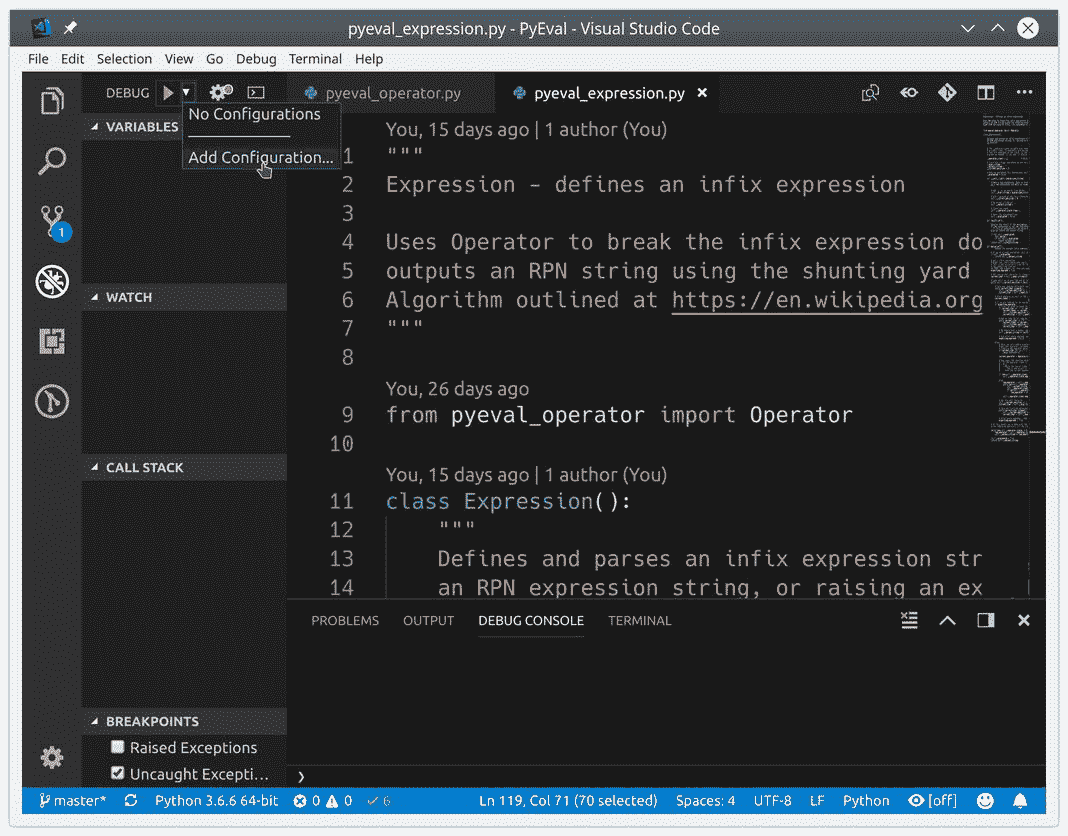 pyeval_expression.py - PyEval - Visual Studio Code
File Edit Selection View Go Debug Terminal Help
DEBUG
No Configurations
Add Configuration...
pyeval_operator.py
pyeval_expression.py
VARIABLES
WATCH
CALL STACK
BREAKPOINTS
Raised Exceptions
Uncaught Excepti...
1
You, 15 days ago | 1 author (You)
1 """
2 Expression - defines an infix expression
3
4 Uses Operator to break the infix expression do
5 outputs an RPN string using the shunting yard
6 Algorithm outlined at https://en.wikipedia.org
7 """
8
You, 26 days ago
9 from pyeval_operator import Operator
10
You, 15 days ago | 1 author (You)
11 class Expression():
12 """
13 Defines and parses an infix expression str
14 an RPN expression string, or raising an ex
PROBLEMS OUTPUT DEBUG CONSOLE TERMINAL
master* Python 3.6.6 64-bit 0 0 6 Ln 119, Col 71 (70 selected) Spaces: 4 UTF-8 LF Python [off]